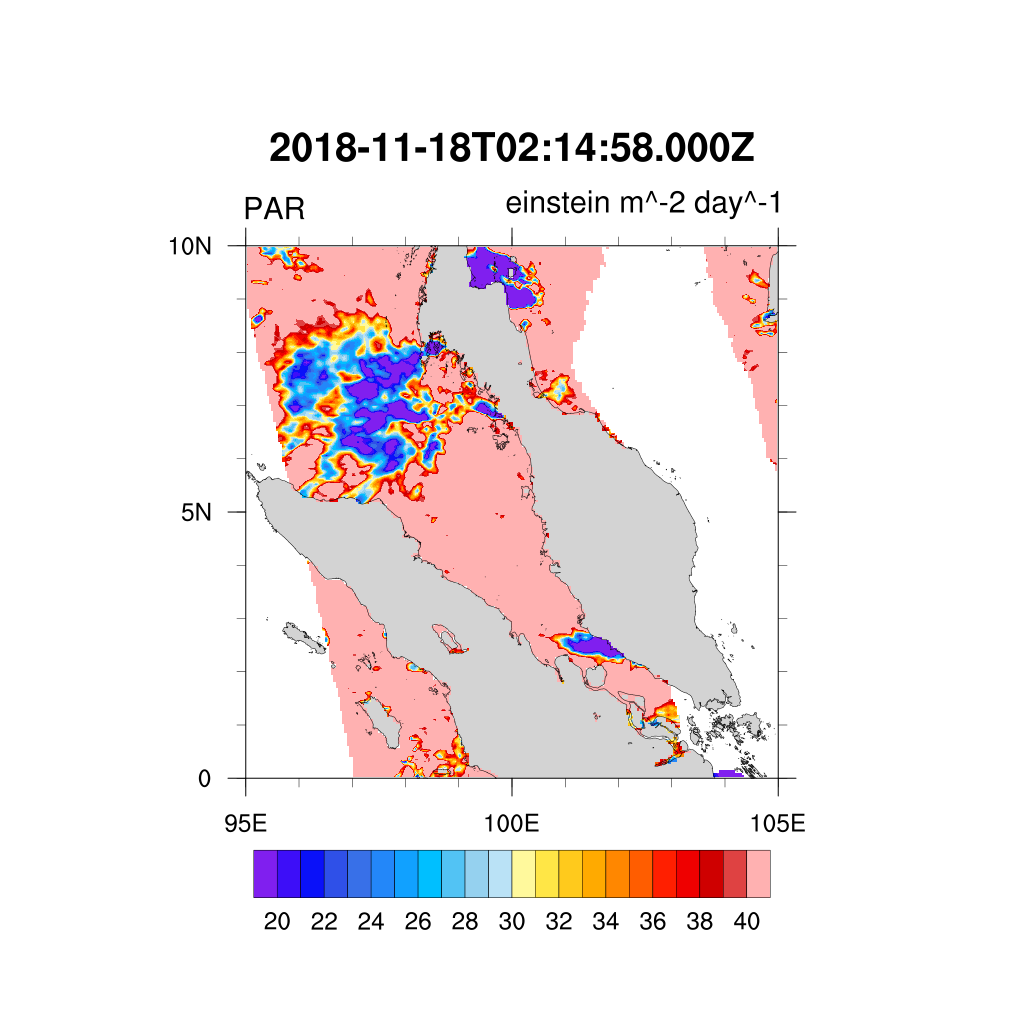 2018-11-18T02:14:58.000Z
PAR einstein m^-2 day^-1
10N
5N
0
95E 100E 105E
20 22 24 26 28 30 32 34 36 38 40